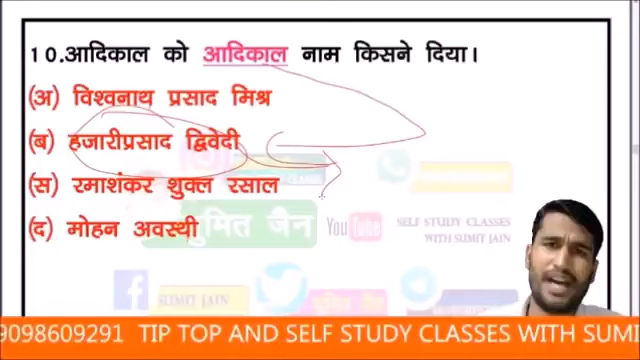 10.आदिकाल को आदिकाल नाम किसने दिया।
(अ) विश्वनाथ प्रसाद मिश्र
(ब) हजारीप्रसाद द्विवेदी
(स) रमाशंकर शुक्ल रसाल
(द) मोहन अवस्थी
सुमित जैन
YouTube
SELF STUDY CLASSES
WITH SUMIT JAIN
SUMIT JAIN
9098609291 TIP TOP AND SELF STUDY CLASSES WITH SUMI